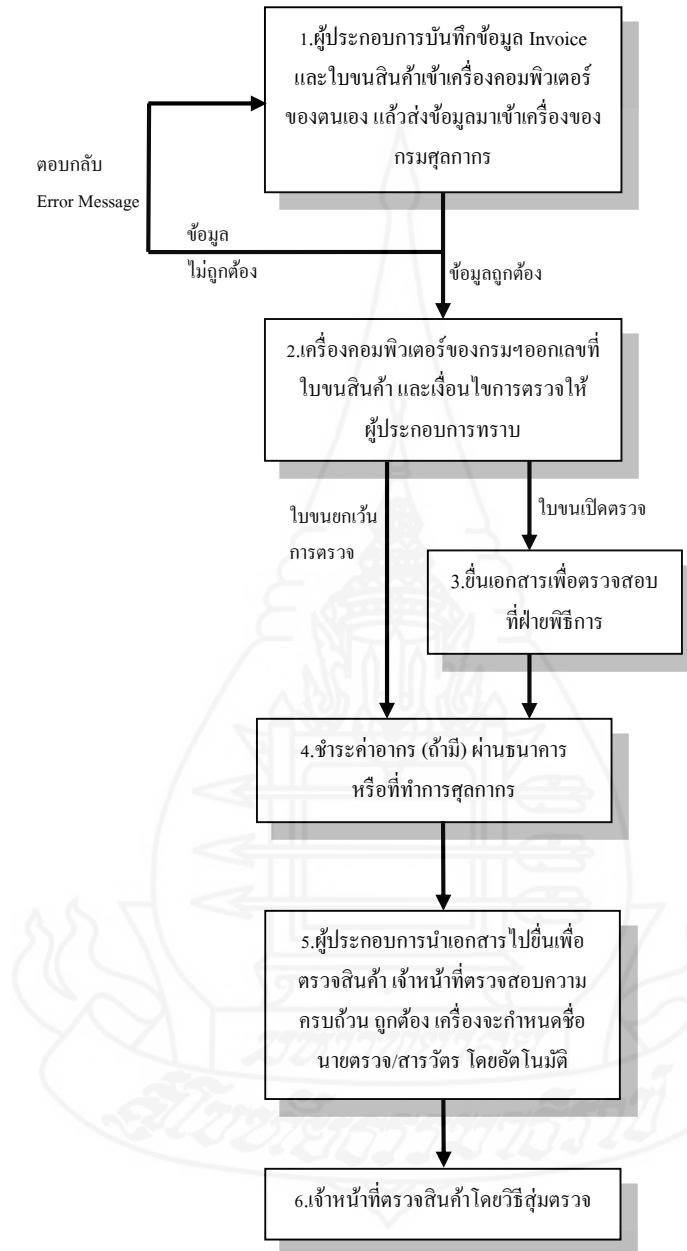 1.ผู้ประกอบการบันทึกข้อมูล Invoice
และใบขนสินค้าเข้าเครื่องคอมพิวเตอร์
ของตนเอง แล้วส่งข้อมูลมาเข้าเครื่องของ
กรมศุลกากร
ตอบกลับ
Error Message
ข้อมูล
ไม่ถูกต้อง
ข้อมูลถูกต้อง
2.เครื่องคอมพิวเตอร์ของกรมฯออกเลขที่
ใบขนสินค้า และเงื่อนไขการตรวจให้
ผู้ประกอบการทราบ
ใบขนยกเว้น
การตรวจ
ใบขนเปิดตรวจ
3.ยื่นเอกสารเพื่อตรวจสอบ
ที่ฝ่ายพิธีการ
4.ชำระค่าอากร (ถ้ามี) ผ่านธนาคาร
หรือที่ทำการศุลกากร
5.ผู้ประกอบการนำเอกสารไปยื่นเพื่อ
ตรวจสินค้า เจ้าหน้าที่ตรวจสอบความ
ครบถ้วน ถูกต้อง เครื่องจะกำหนดชื่อ
นายตรวจ/สารวัตร โดยอัตโนมัติ
6.เจ้าหน้าที่ตรวจสินค้าโดยวิธีสุ่มตรวจ